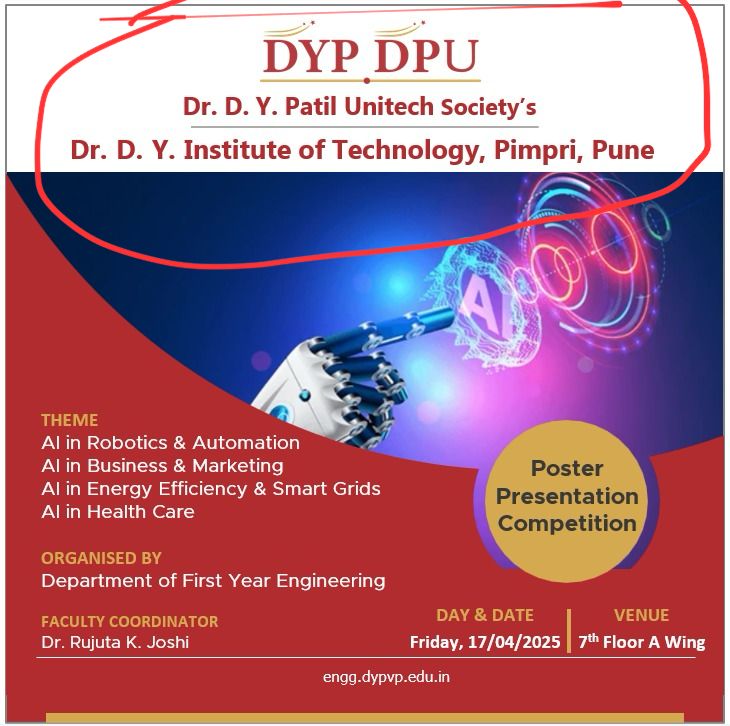 DYP DPU
Dr. D. Y. Patil Unitech Society's
Dr. D. Y. Institute of Technology, Pimpri, Pune
AI
THEME
AI in Robotics & Automation
AI in Business & Marketing
AI in Energy Efficiency & Smart Grids
AI in Health Care
Poster
Presentation
Competition
ORGANISED BY
Department of First Year Engineering
FACULTY COORDINATOR
Dr. Rujuta K. Joshi
DAY & DATE
Friday, 17/04/2025
VENUE
7th Floor A Wing
engg.dypvp.edu.in